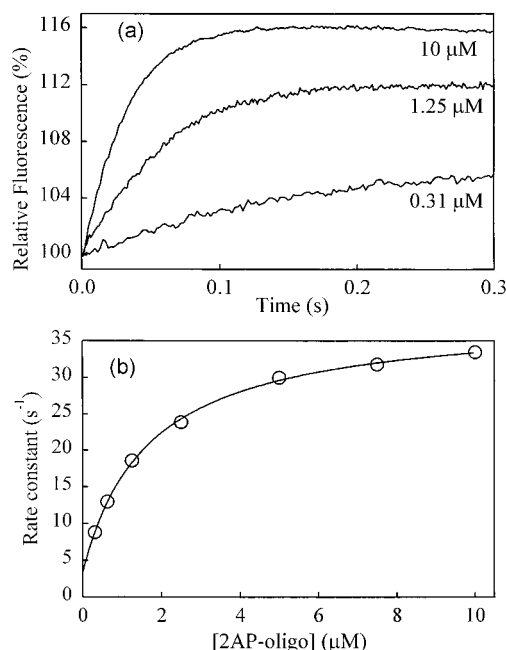 (a)
Relative Fluorescence (%)
116
112
108
104
100
10 µM
1.25 µM
0.31 µM
0.0
0.1
0.2
0.3
Time (s)
(b)
Rate constant (s⁻¹)
35
30
25
20
15
10
5
0
0
2
4
6
8
10
[2AP-oligo] (µM)